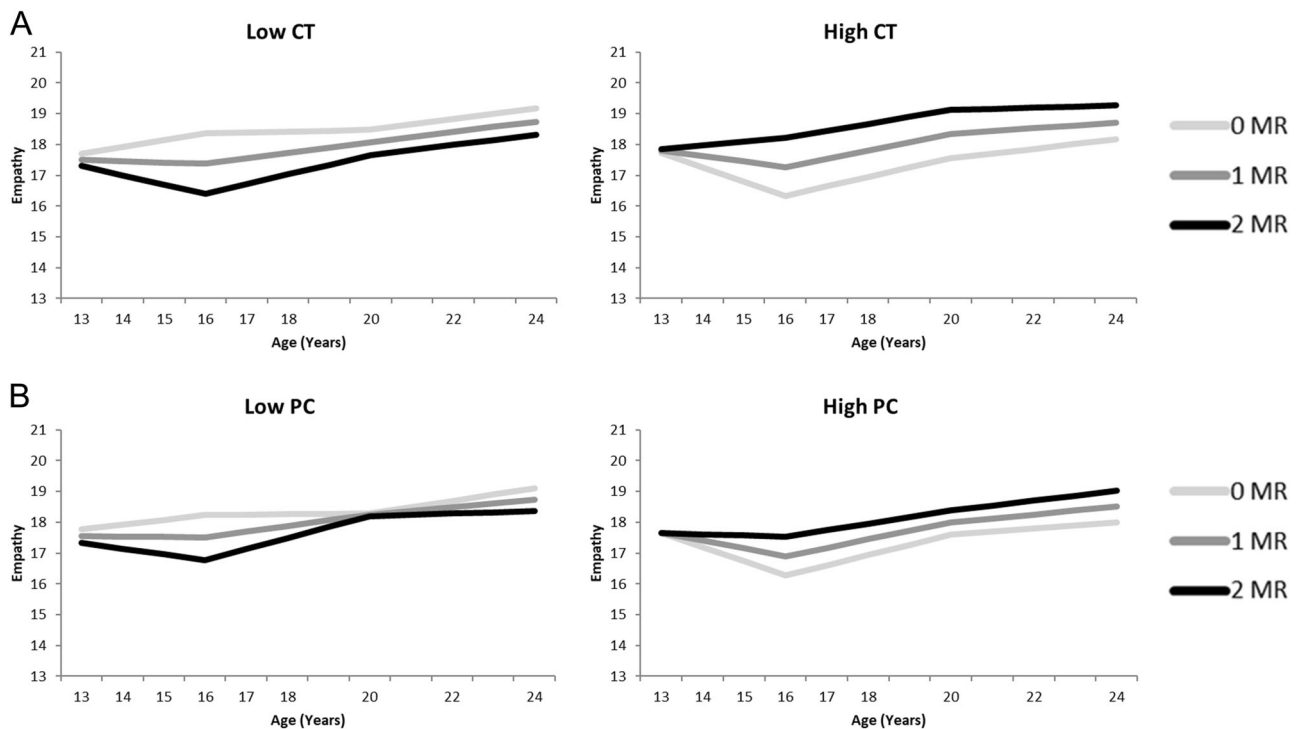 A
Low CT
High CT
21
20
19
18
17
16
15
14
13
Empathy
13 14 15 16 17 18 20 22 24
Age (Years)
21
20
19
18
17
16
15
14
13
Empathy
13 14 15 16 17 18 20 22 24
Age (Years)
0 MR
1 MR
2 MR
B
Low PC
High PC
21
20
19
18
17
16
15
14
13
Empathy
13 14 15 16 17 18 20 22 24
Age (Years)
21
20
19
18
17
16
15
14
13
Empathy
13 14 15 16 17 18 20 22 24
Age (Years)
0 MR
1 MR
2 MR